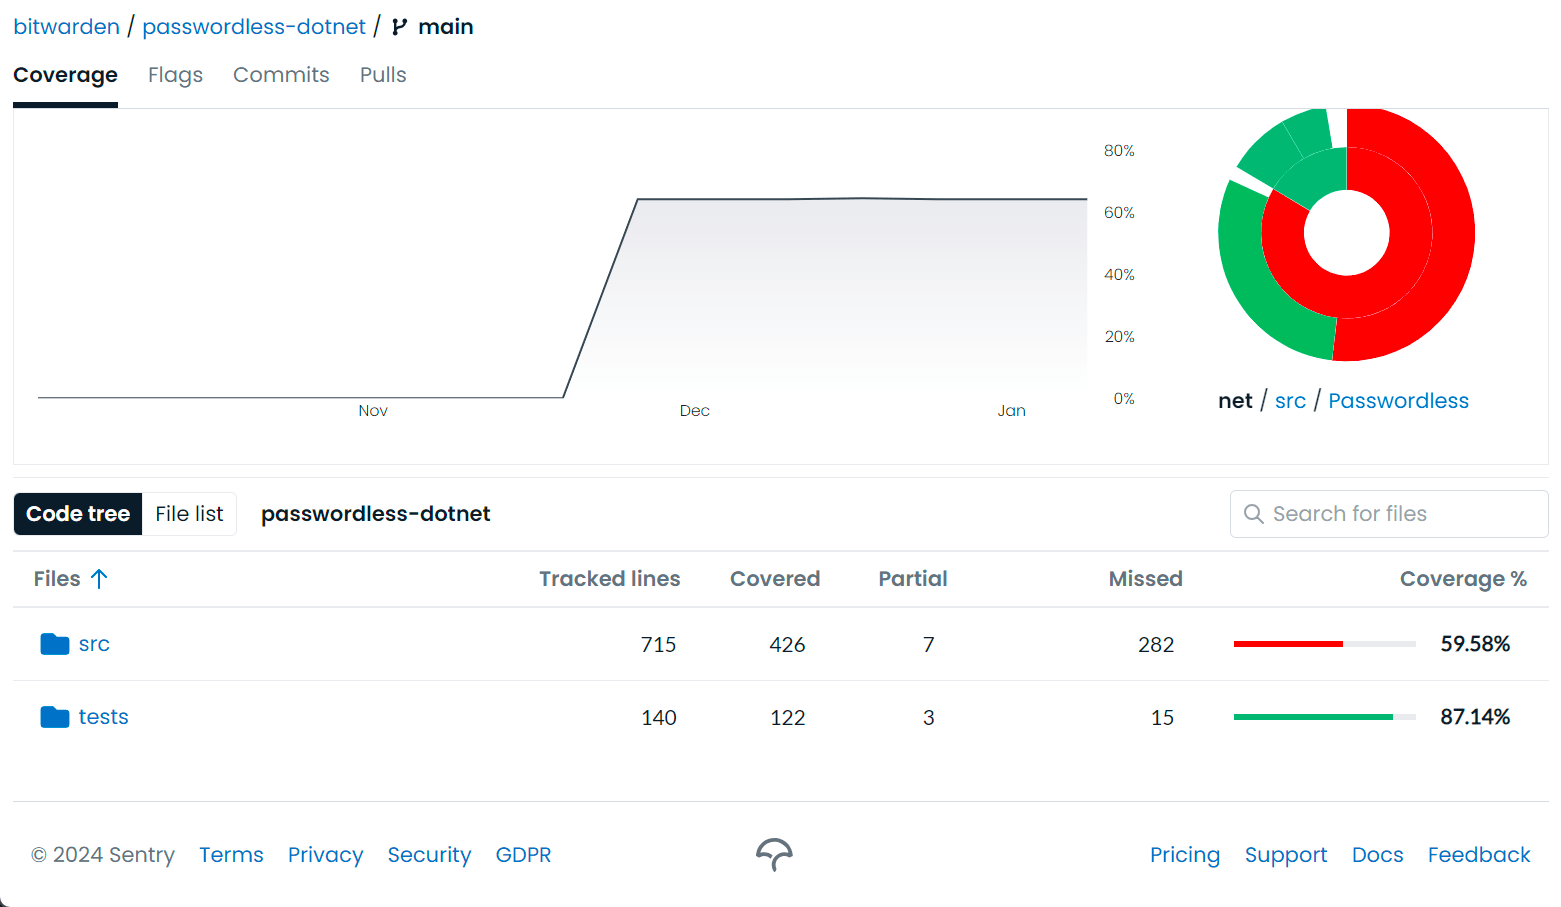 bitwarden / passwordless-dotnet / main
Coverage Flags Commits Pulls
80%
60%
40%
20%
0%
Nov Dec Jan
net / src / Passwordless
Code tree File list passwordless-dotnet Search for files
Files Tracked lines Covered Partial Missed Coverage %
src 715 426 7 282 59.58%
tests 140 122 3 15 87.14%
© 2024 Sentry Terms Privacy Security GDPR Pricing Support Docs Feedback